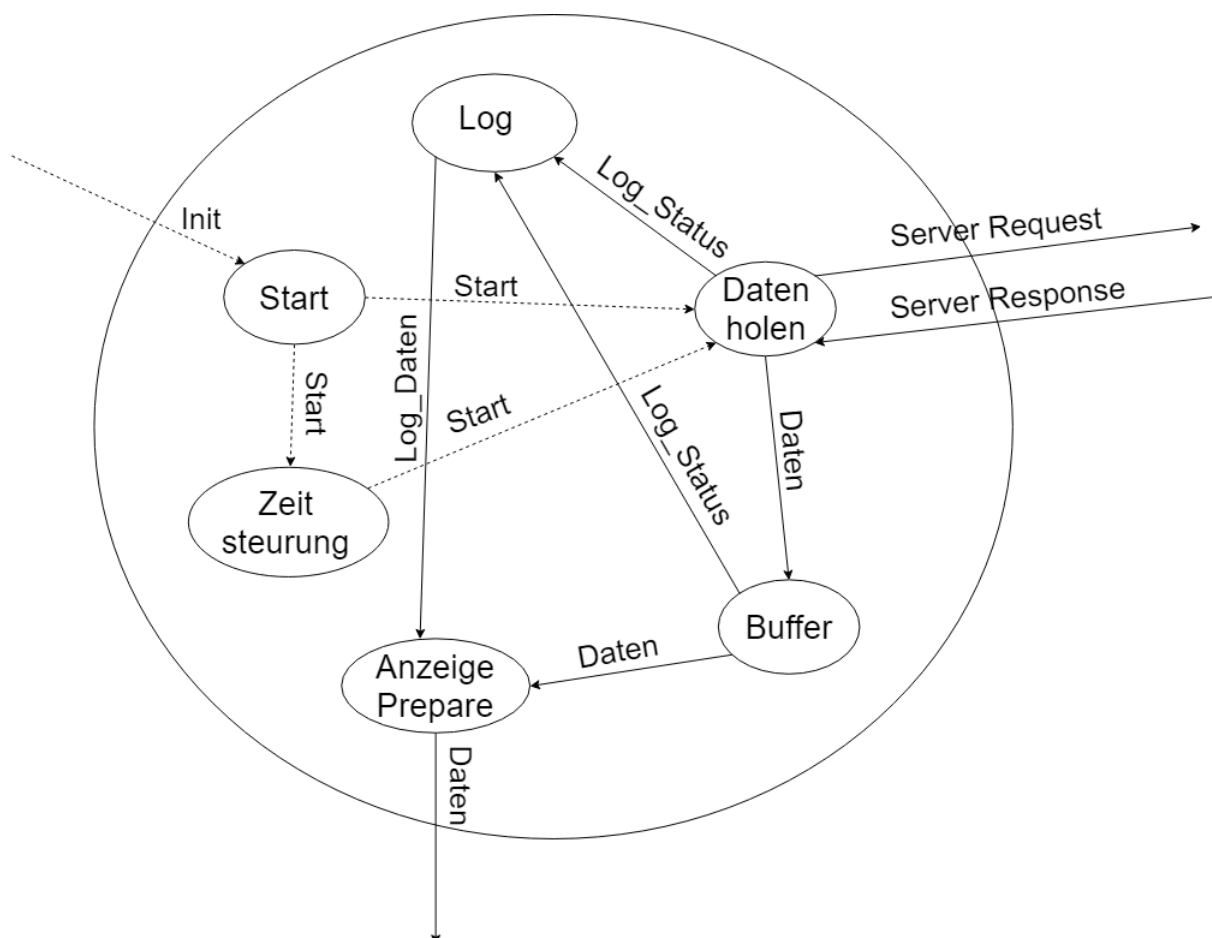 Log
Log_Status
Init
Server Request
Start
Start
Daten
holen
Server Response
Log_Daten
Start
Start
Log_Status
Daten
Zeit
steurung
Buffer
Daten
Anzeige
Prepare
Daten